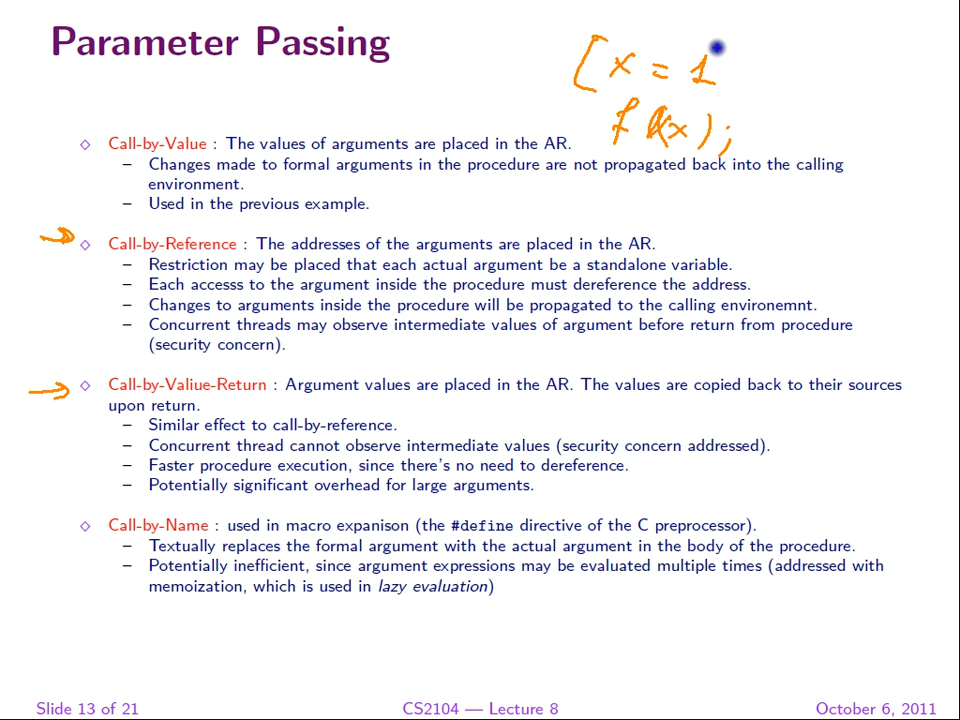 Parameter Passing
[ x = 1
f(x);
◇ Call-by-Value : The values of arguments are placed in the AR.
– Changes made to formal arguments in the procedure are not propagated back into the calling
environment.
– Used in the previous example.
◇ Call-by-Reference : The addresses of the arguments are placed in the AR.
– Restriction may be placed that each actual argument be a standalone variable.
– Each accesss to the argument inside the procedure must dereference the address.
– Changes to arguments inside the procedure will be propagated to the calling environemnt.
– Concurrent threads may observe intermediate values of argument before return from procedure
(security concern).
◇ Call-by-Valiue-Return : Argument values are placed in the AR. The values are copied back to their sources
upon return.
– Similar effect to call-by-reference.
– Concurrent thread cannot observe intermediate values (security concern addressed).
– Faster procedure execution, since there's no need to dereference.
– Potentially significant overhead for large arguments.
◇ Call-by-Name : used in macro expanison (the #define directive of the C preprocessor).
– Textually replaces the formal argument with the actual argument in the body of the procedure.
– Potentially inefficient, since argument expressions may be evaluated multiple times (addressed with
memoization, which is used in lazy evaluation)
Slide 13 of 21 CS2104 — Lecture 8 October 6, 2011